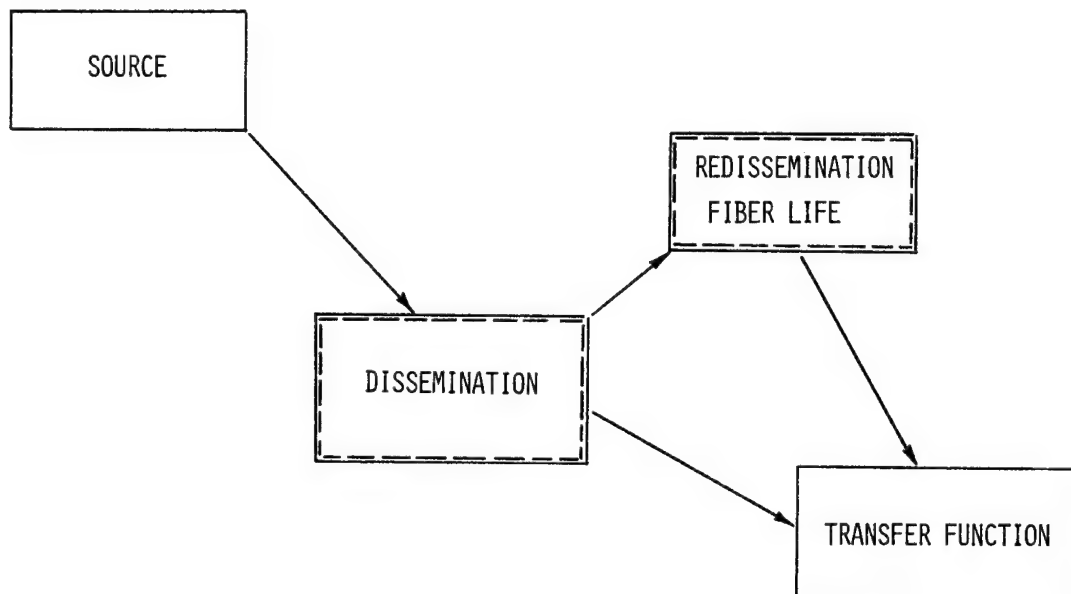 SOURCE
REDISSEMINATION
FIBER LIFE
DISSEMINATION
TRANSFER FUNCTION